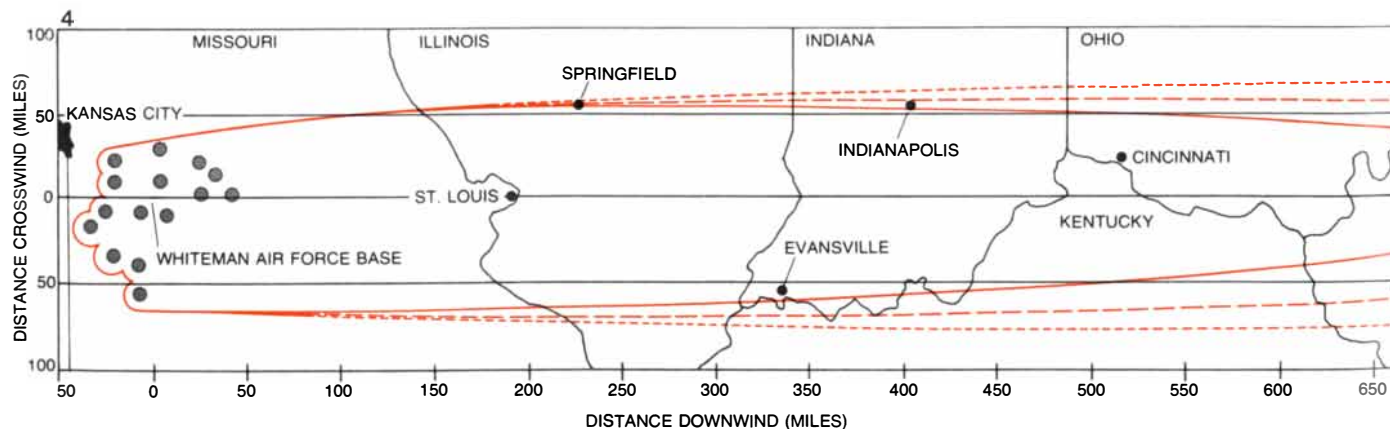 4
100
MISSOURI
ILLINOIS
INDIANA
OHIO
SPRINGFIELD
KANSAS CITY
50
INDIANAPOLIS
CINCINNATI
0
ST. LOUIS
KENTUCKY
WHITEMAN AIR FORCE BASE
EVANSVILLE
50
100
DISTANCE CROSSWIND (MILES)
50 0 50 100 150 200 250 300 350 400 450 500 550 600 650
DISTANCE DOWNWIND (MILES)